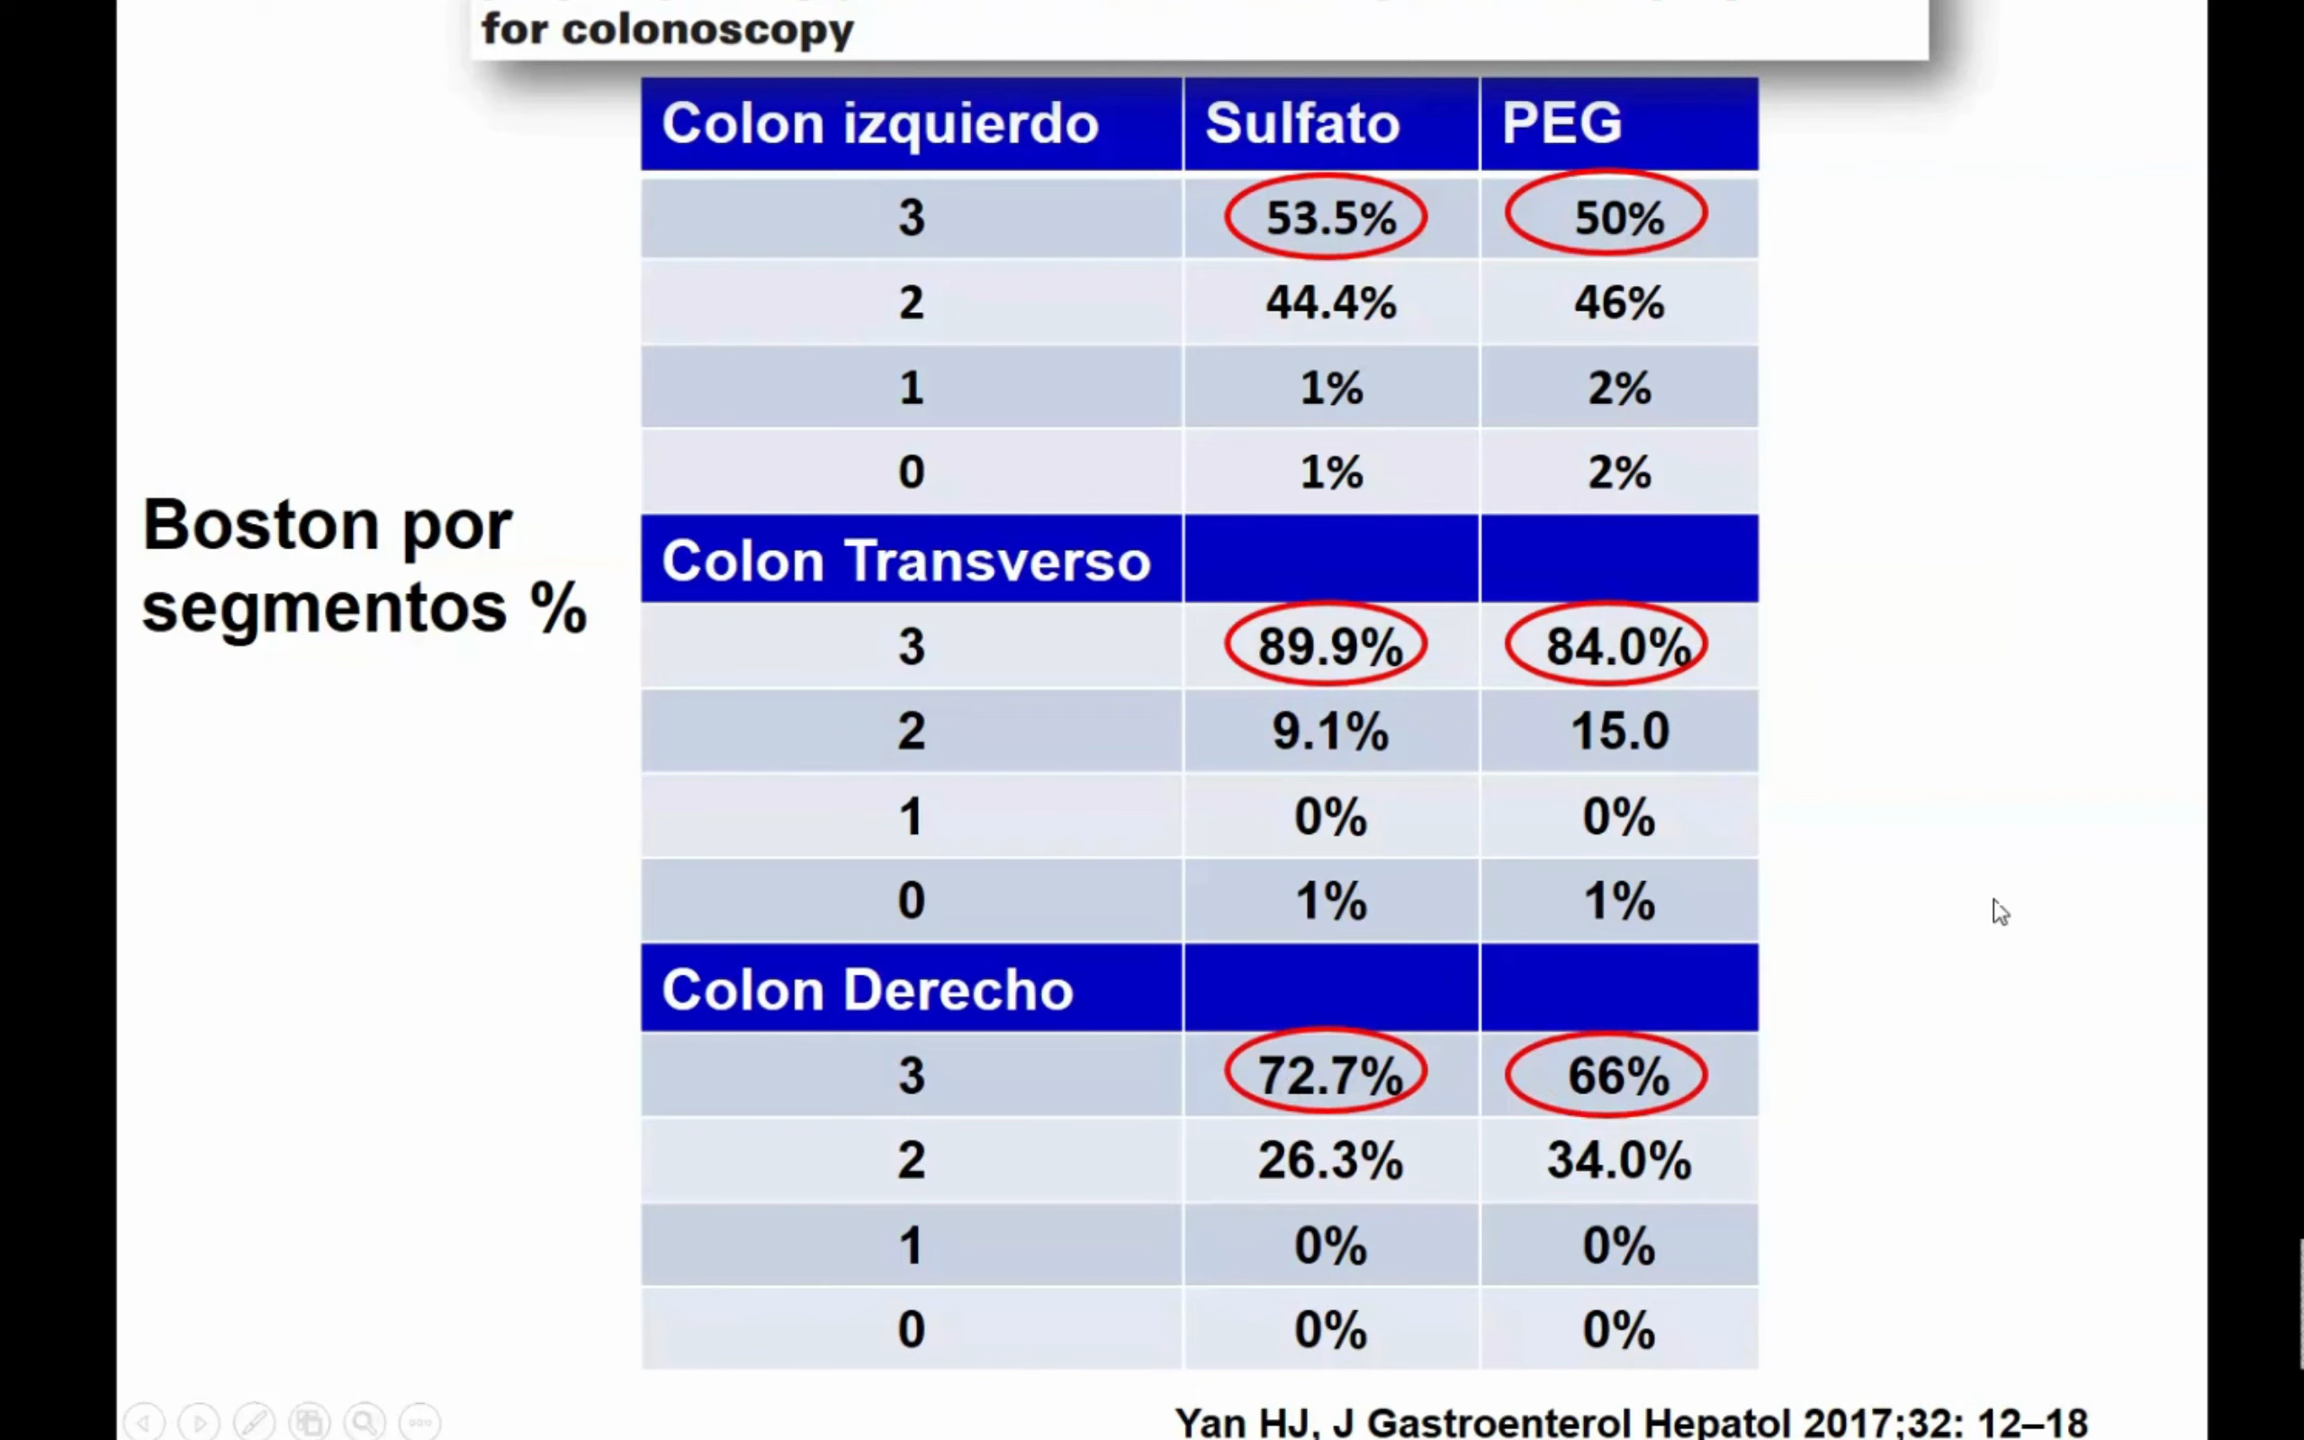 for colonoscopy
Colon izquierdo Sulfato PEG
3 53.5% 50%
2 44.4% 46%
1 1% 2%
0 1% 2%
Boston por
segmentos %
Colon Transverso
3 89.9% 84.0%
2 9.1% 15.0
1 0% 0%
0 1% 1%
Colon Derecho
3 72.7% 66%
2 26.3% 34.0%
1 0% 0%
0 0% 0%
Yan HJ, J Gastroenterol Hepatol 2017;32: 12–18